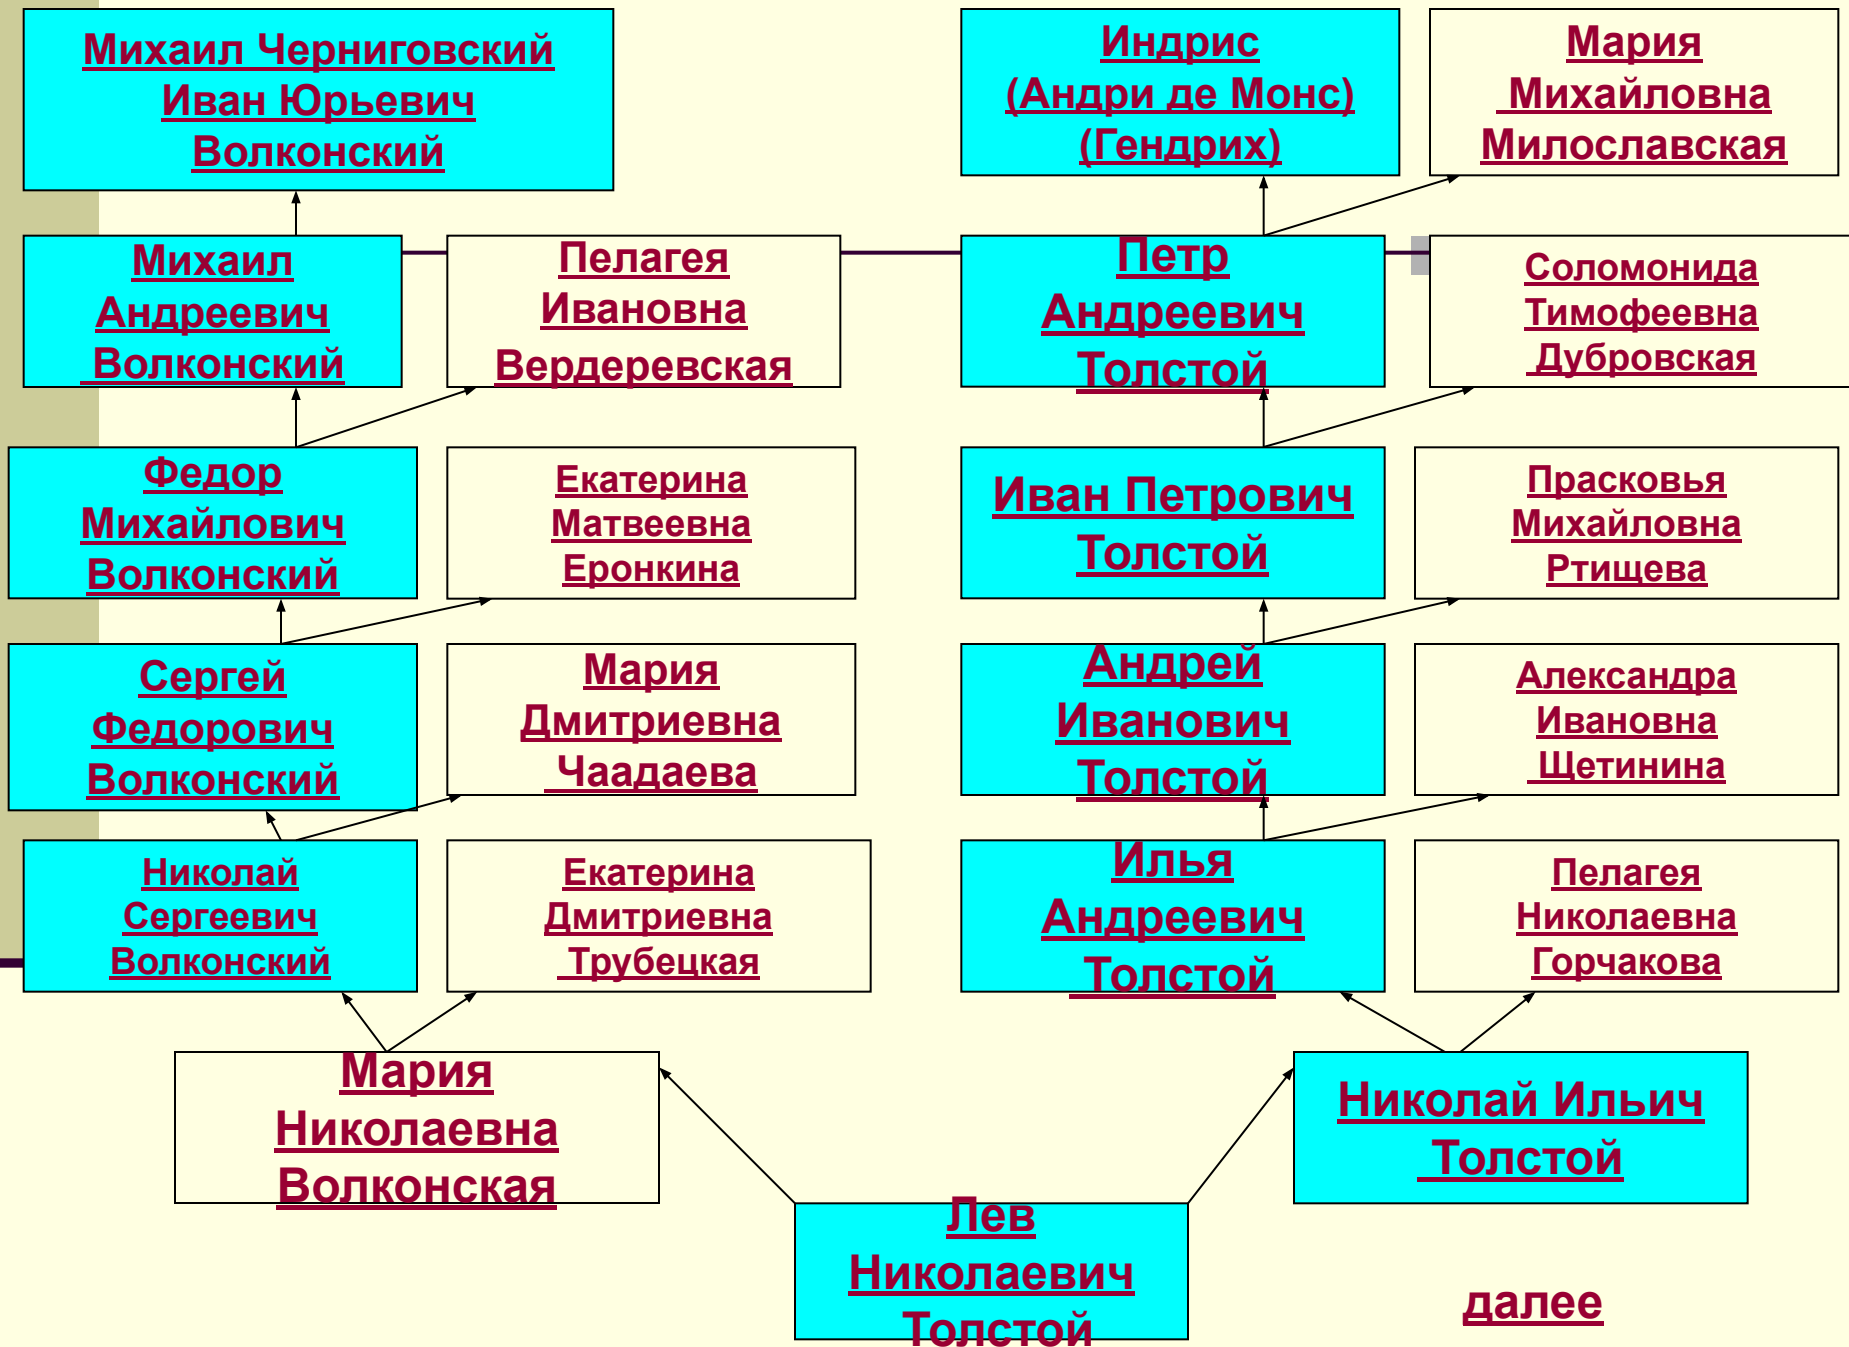 Михаил Черниговский
Иван Юрьевич
Волконский
Индрис
(Андри де Монс)
(Гендрих)
Мария
Михайловна
Милославская
Михаил
Андреевич
Волконский
Пелагея
Ивановна
Вердеревская
Петр
Андреевич
Толстой
Соломонида
Тимофеевна
Дубровская
Федор
Михайлович
Волконский
Екатерина
Матвеевна
Еронкина
Иван Петрович
Толстой
Прасковья
Михайловна
Ртищева
Сергей
Федорович
Волконский
Мария
Дмитриевна
Чаадаева
Андрей
Иванович
Толстой
Александра
Ивановна
Щетинина
Николай
Сергеевич
Волконский
Екатерина
Дмитриевна
Трубецкая
Илья
Андреевич
Толстой
Пелагея
Николаевна
Горчакова
Мария
Николаевна
Волконская
Николай Ильич
Толстой
Лев
Николаевич
Толстой
далее